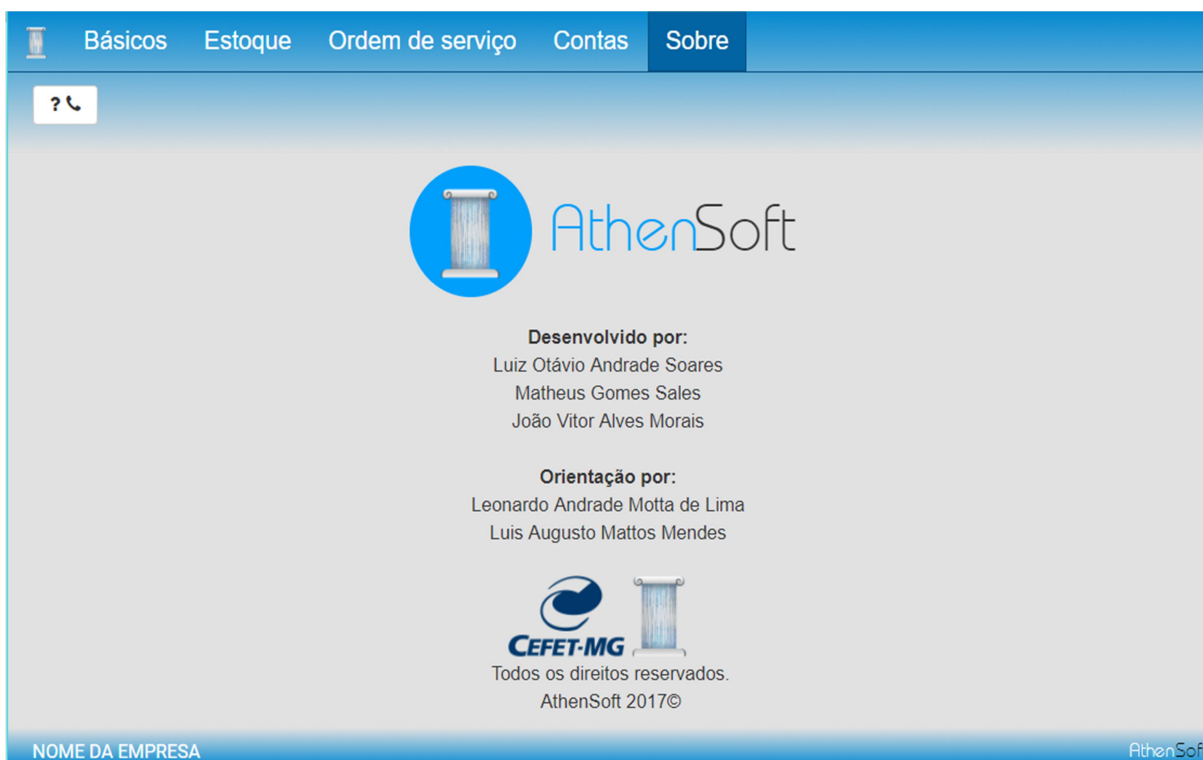 Básicos Estoque Ordem de serviço Contas Sobre
?
AthenSoft
Desenvolvido por:
Luiz Otávio Andrade Soares
Matheus Gomes Sales
João Vitor Alves Morais
Orientação por:
Leonardo Andrade Motta de Lima
Luis Augusto Mattos Mendes
CEFET-MG
Todos os direitos reservados.
AthenSoft 2017©
NOME DA EMPRESA AthenSof